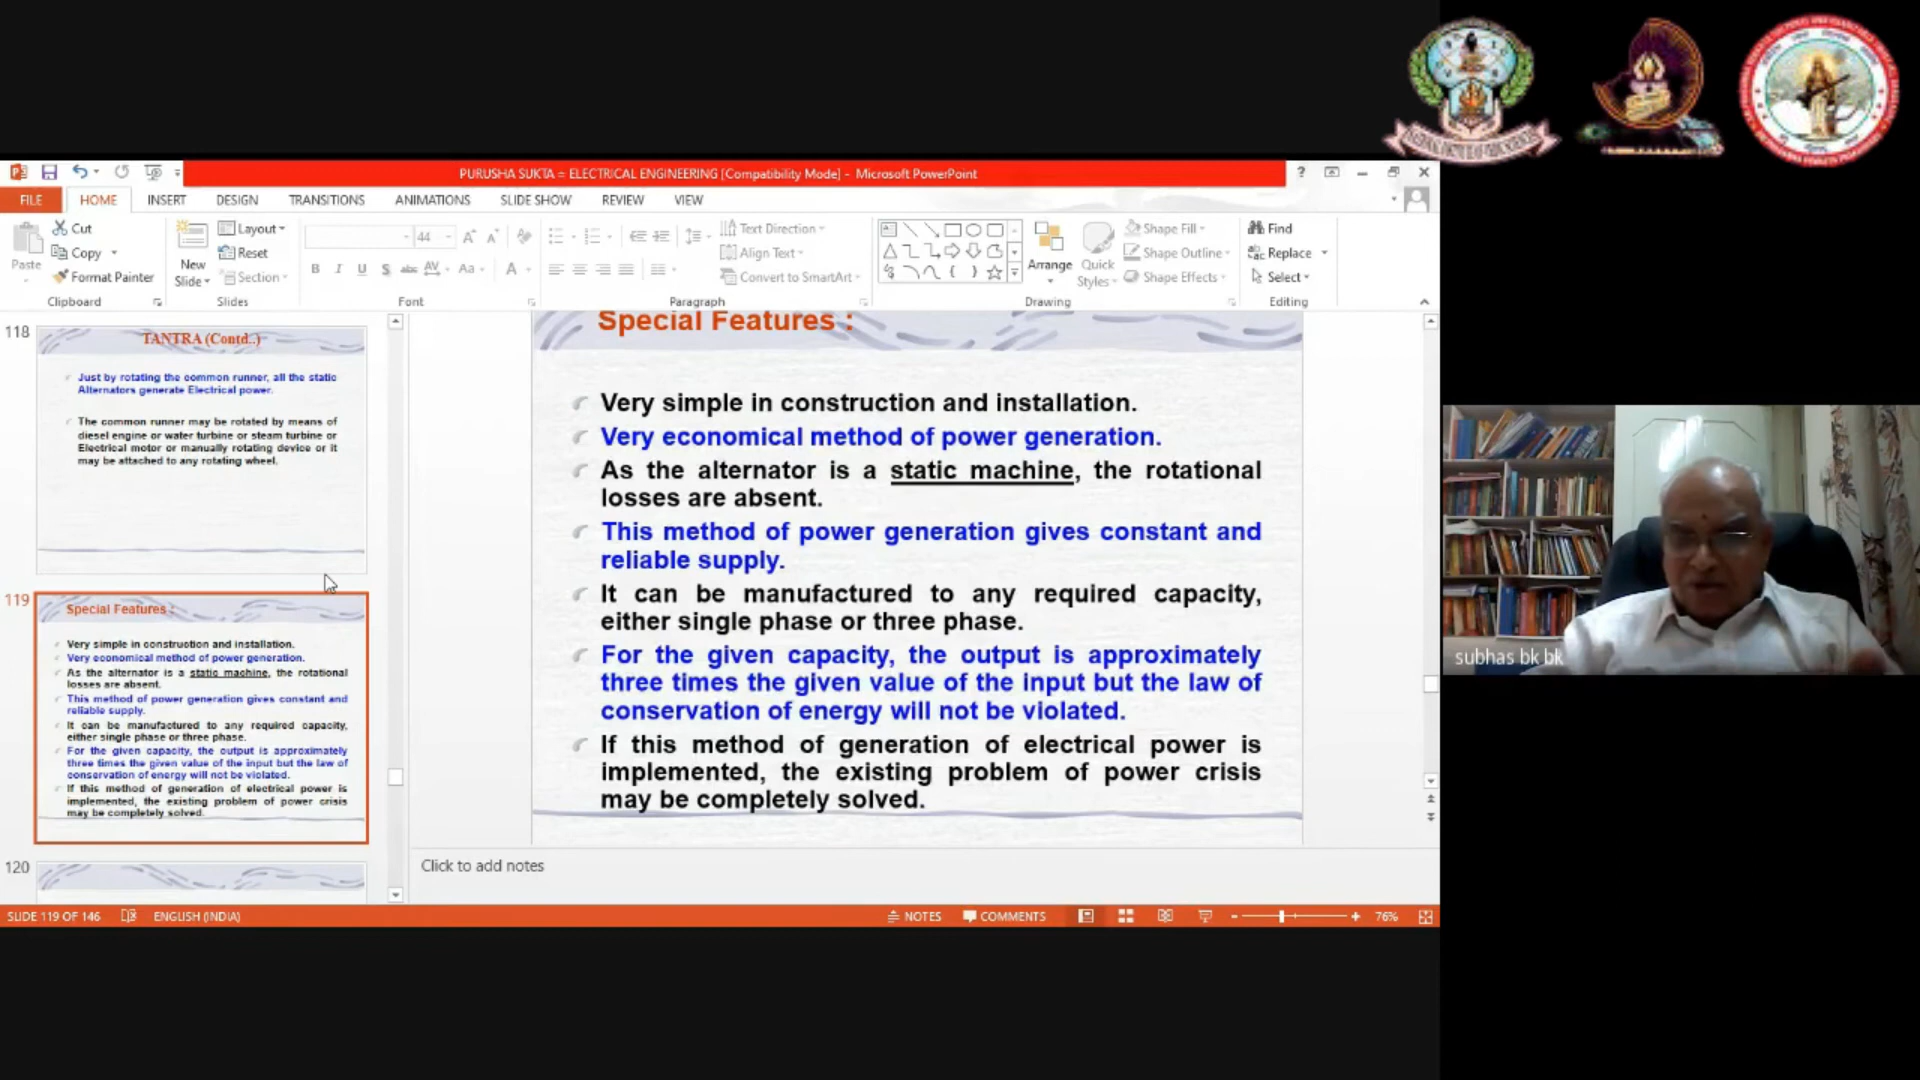 PURUSHA SUKTA = ELECTRICAL ENGINEERING [Compatibility Mode] - Microsoft PowerPoint
FILE HOME INSERT DESIGN TRANSITIONS ANIMATIONS SLIDE SHOW REVIEW VIEW
Paste
Cut
Copy
Format Painter
Clipboard
New
Slide
Layout
Reset
Section
Slides
44
B I U S abc AV Aa A
Font
Text Direction
Align Text
Convert to SmartArt
Paragraph
Arrange
Quick
Styles
Shape Fill
Shape Outline
Shape Effects
Drawing
Find
Replace
Select
Editing
118
TANTRA (Contd..)
Just by rotating the common runner, all the static
Alternators generate Electrical power.
The common runner may be rotated by means of
diesel engine or water turbine or steam turbine or
Electrical motor or manually rotating device or it
may be attached to any rotating wheel.
119
Special Features :
Very simple in construction and installation.
Very economical method of power generation.
As the alternator is a static machine, the rotational
losses are absent.
This method of power generation gives constant and
reliable supply.
It can be manufactured to any required capacity,
either single phase or three phase.
For the given capacity, the output is approximately
three times the given value of the input but the law of
conservation of energy will not be violated.
If this method of generation of electrical power is
implemented, the existing problem of power crisis
may be completely solved.
120
Special Features :
Very simple in construction and installation.
Very economical method of power generation.
As the alternator is a static machine, the rotational
losses are absent.
This method of power generation gives constant and
reliable supply.
It can be manufactured to any required capacity,
either single phase or three phase.
For the given capacity, the output is approximately
three times the given value of the input but the law of
conservation of energy will not be violated.
If this method of generation of electrical power is
implemented, the existing problem of power crisis
may be completely solved.
Click to add notes
SLIDE 119 OF 146 ENGLISH (INDIA) NOTES COMMENTS 76%
subhas bk bk